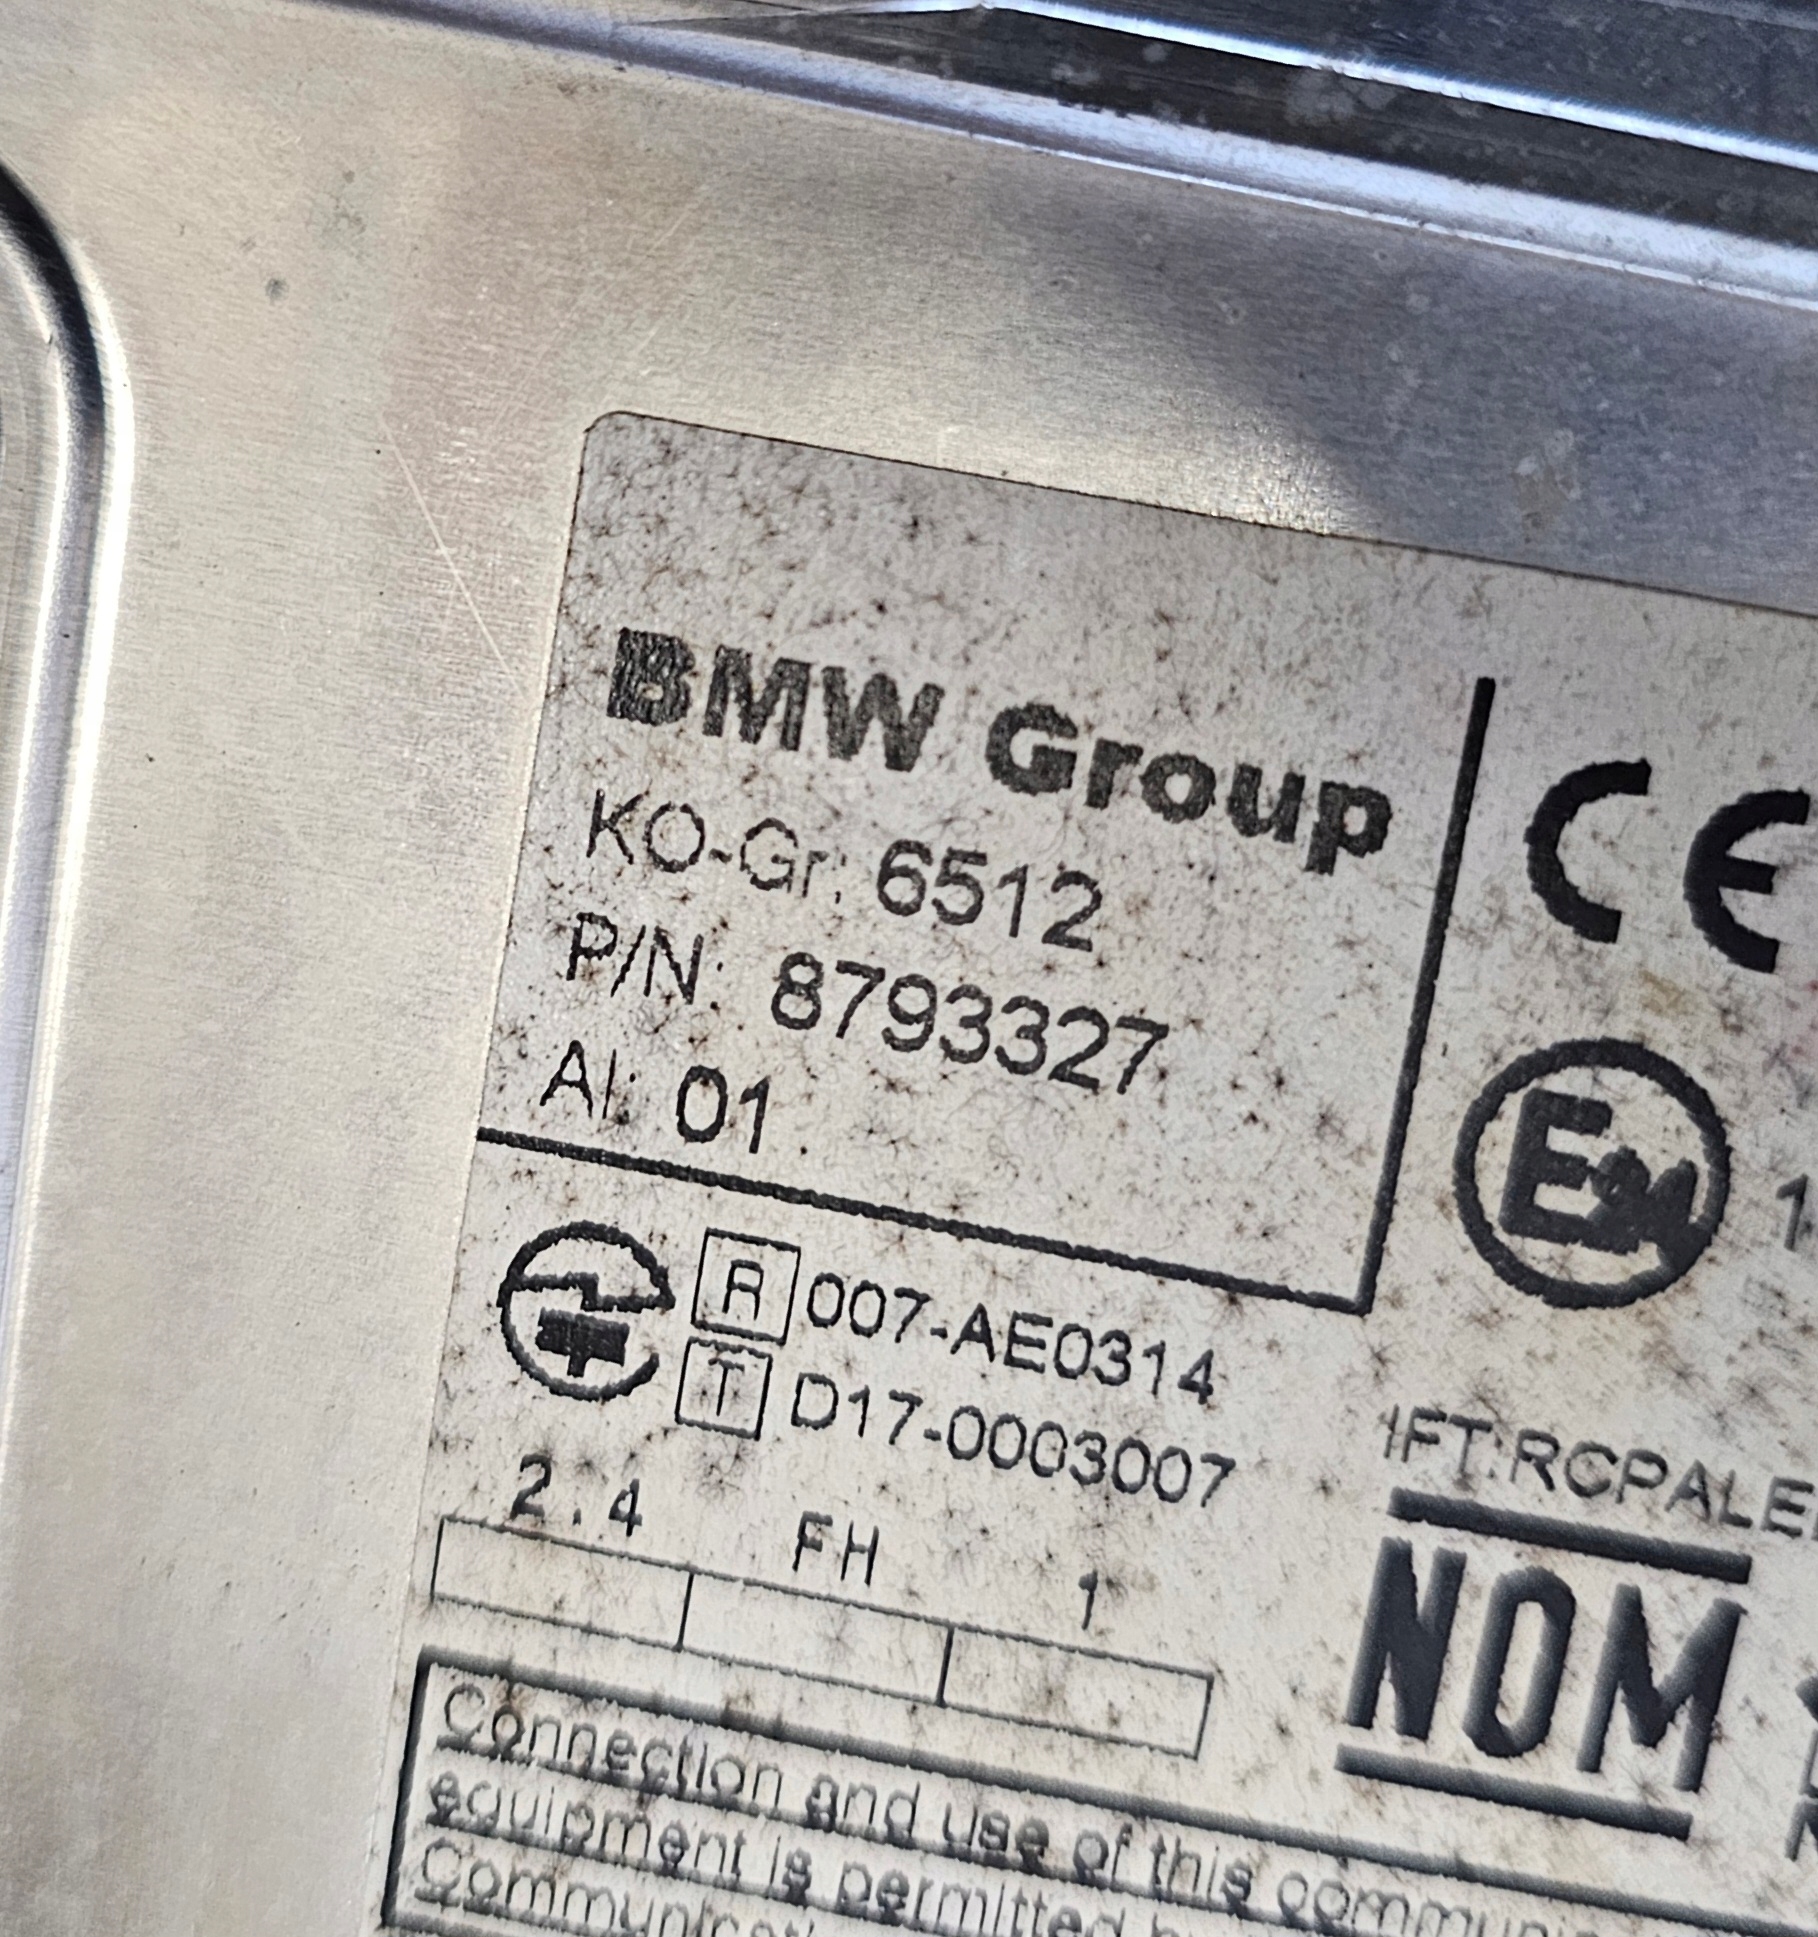 BMW Group
KO-Gr: 6512
P/N: 8793327
AI: 01
CE
E24
R 007-AE0314
T D17-0003007
2.4 FH 1
IFT:RCPALE
NOM
Connection and use of this
equipment is permitted